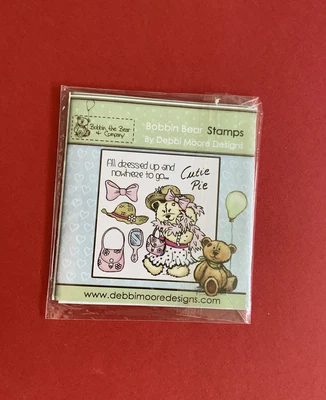 Bobbin the Bear
& Company
Bobbin Bear Stamps
By Debbi Moore Designs
All dressed up and
nowhere to go...
Cutie
Pie
www.debbimooredesigns.com